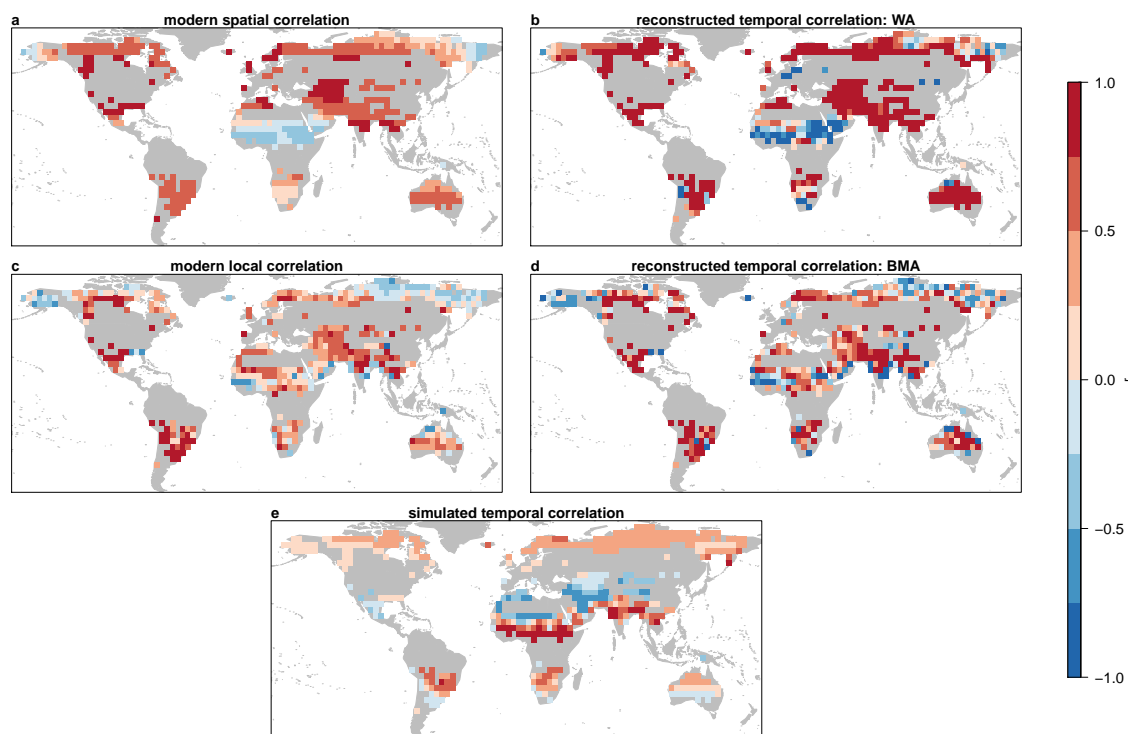 a modern spatial correlation
b reconstructed temporal correlation: WA
c modern local correlation
d reconstructed temporal correlation: BMA
e simulated temporal correlation
1.0
0.5
0.0
−0.5
−1.0